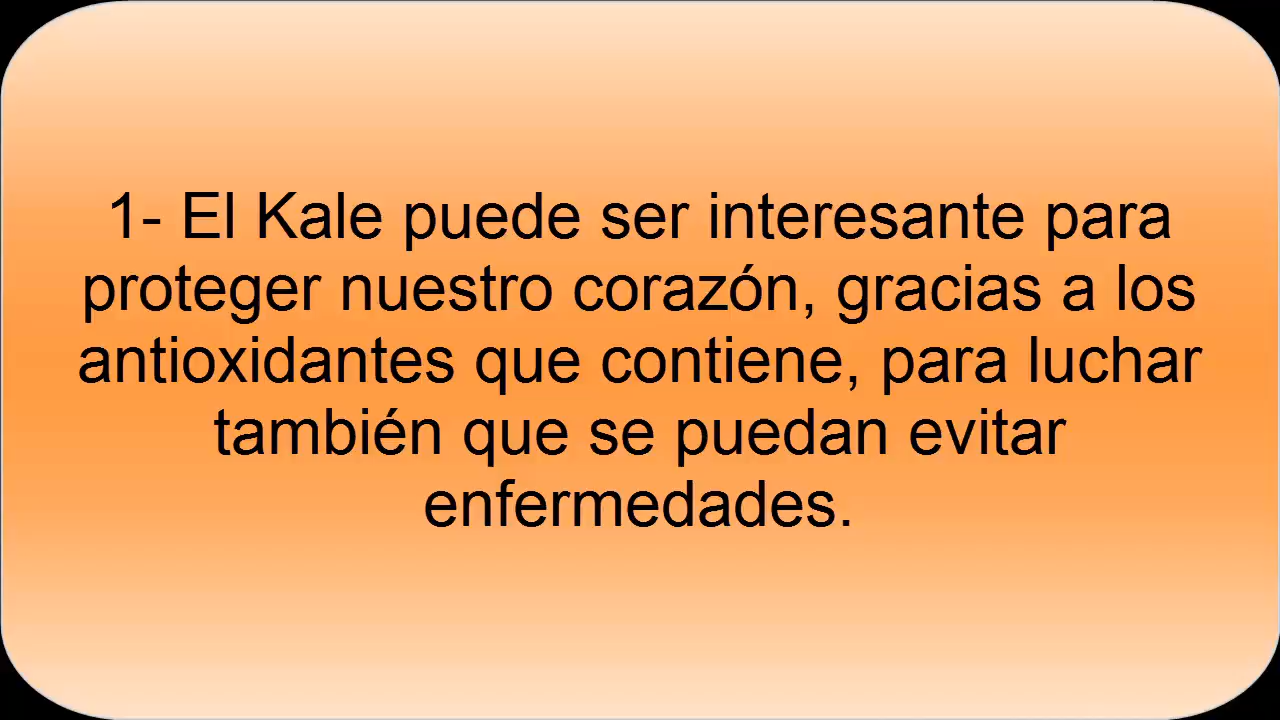 1- El Kale puede ser interesante para
proteger nuestro corazón, gracias a los
antioxidantes que contiene, para luchar
también que se puedan evitar
enfermedades.